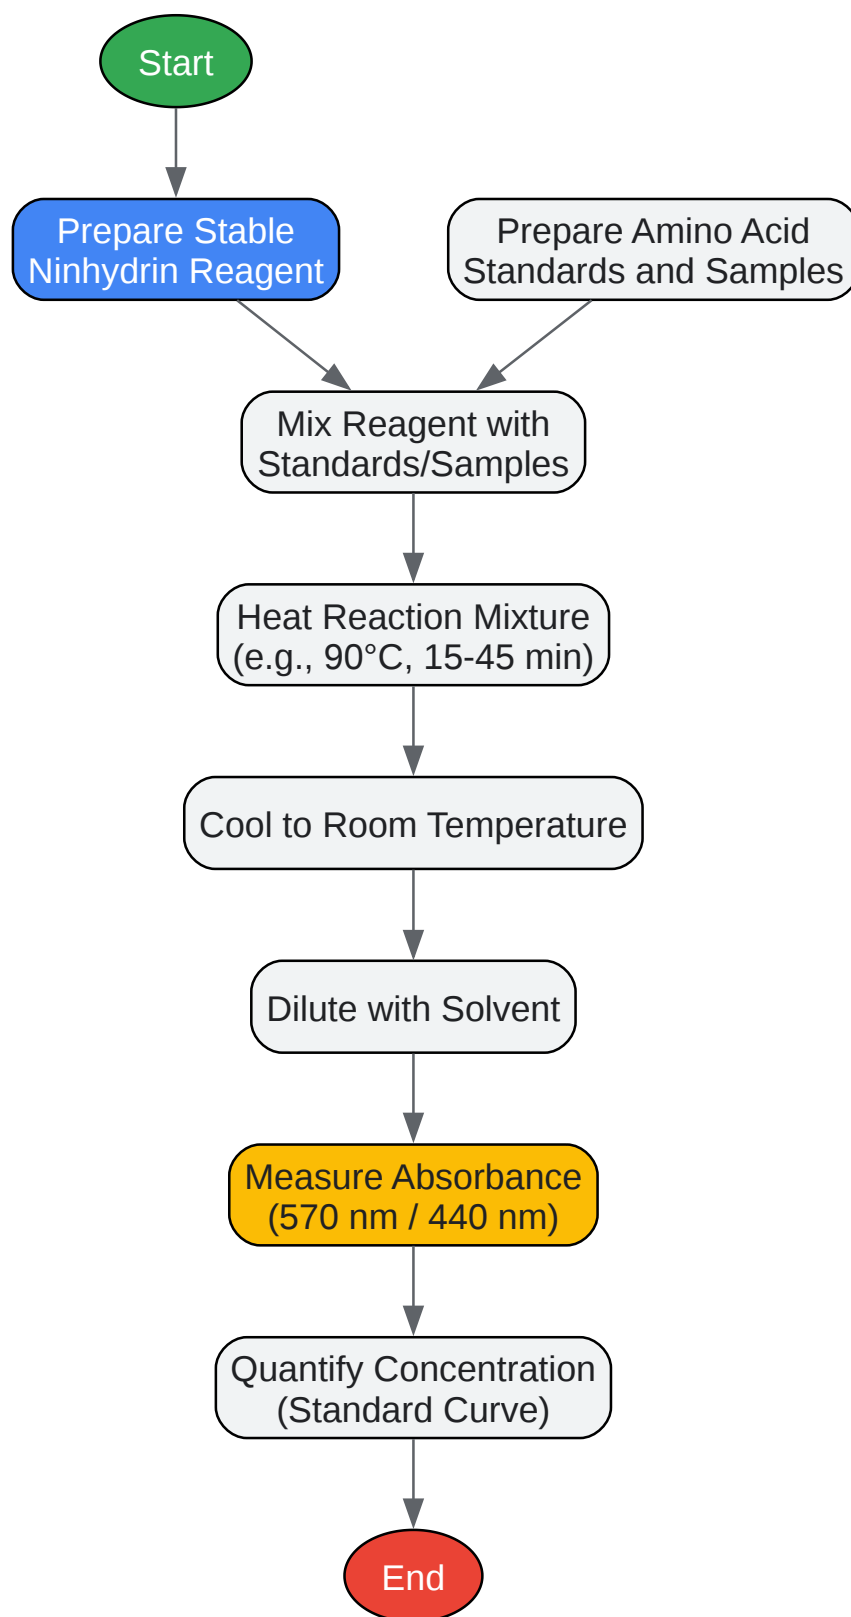 Start
Prepare Stable
Ninhydrin Reagent
Prepare Amino Acid
Standards and Samples
Mix Reagent with
Standards/Samples
Heat Reaction Mixture
(e.g., 90°C, 15-45 min)
Cool to Room Temperature
Dilute with Solvent
Measure Absorbance
(570 nm / 440 nm)
Quantify Concentration
(Standard Curve)
End